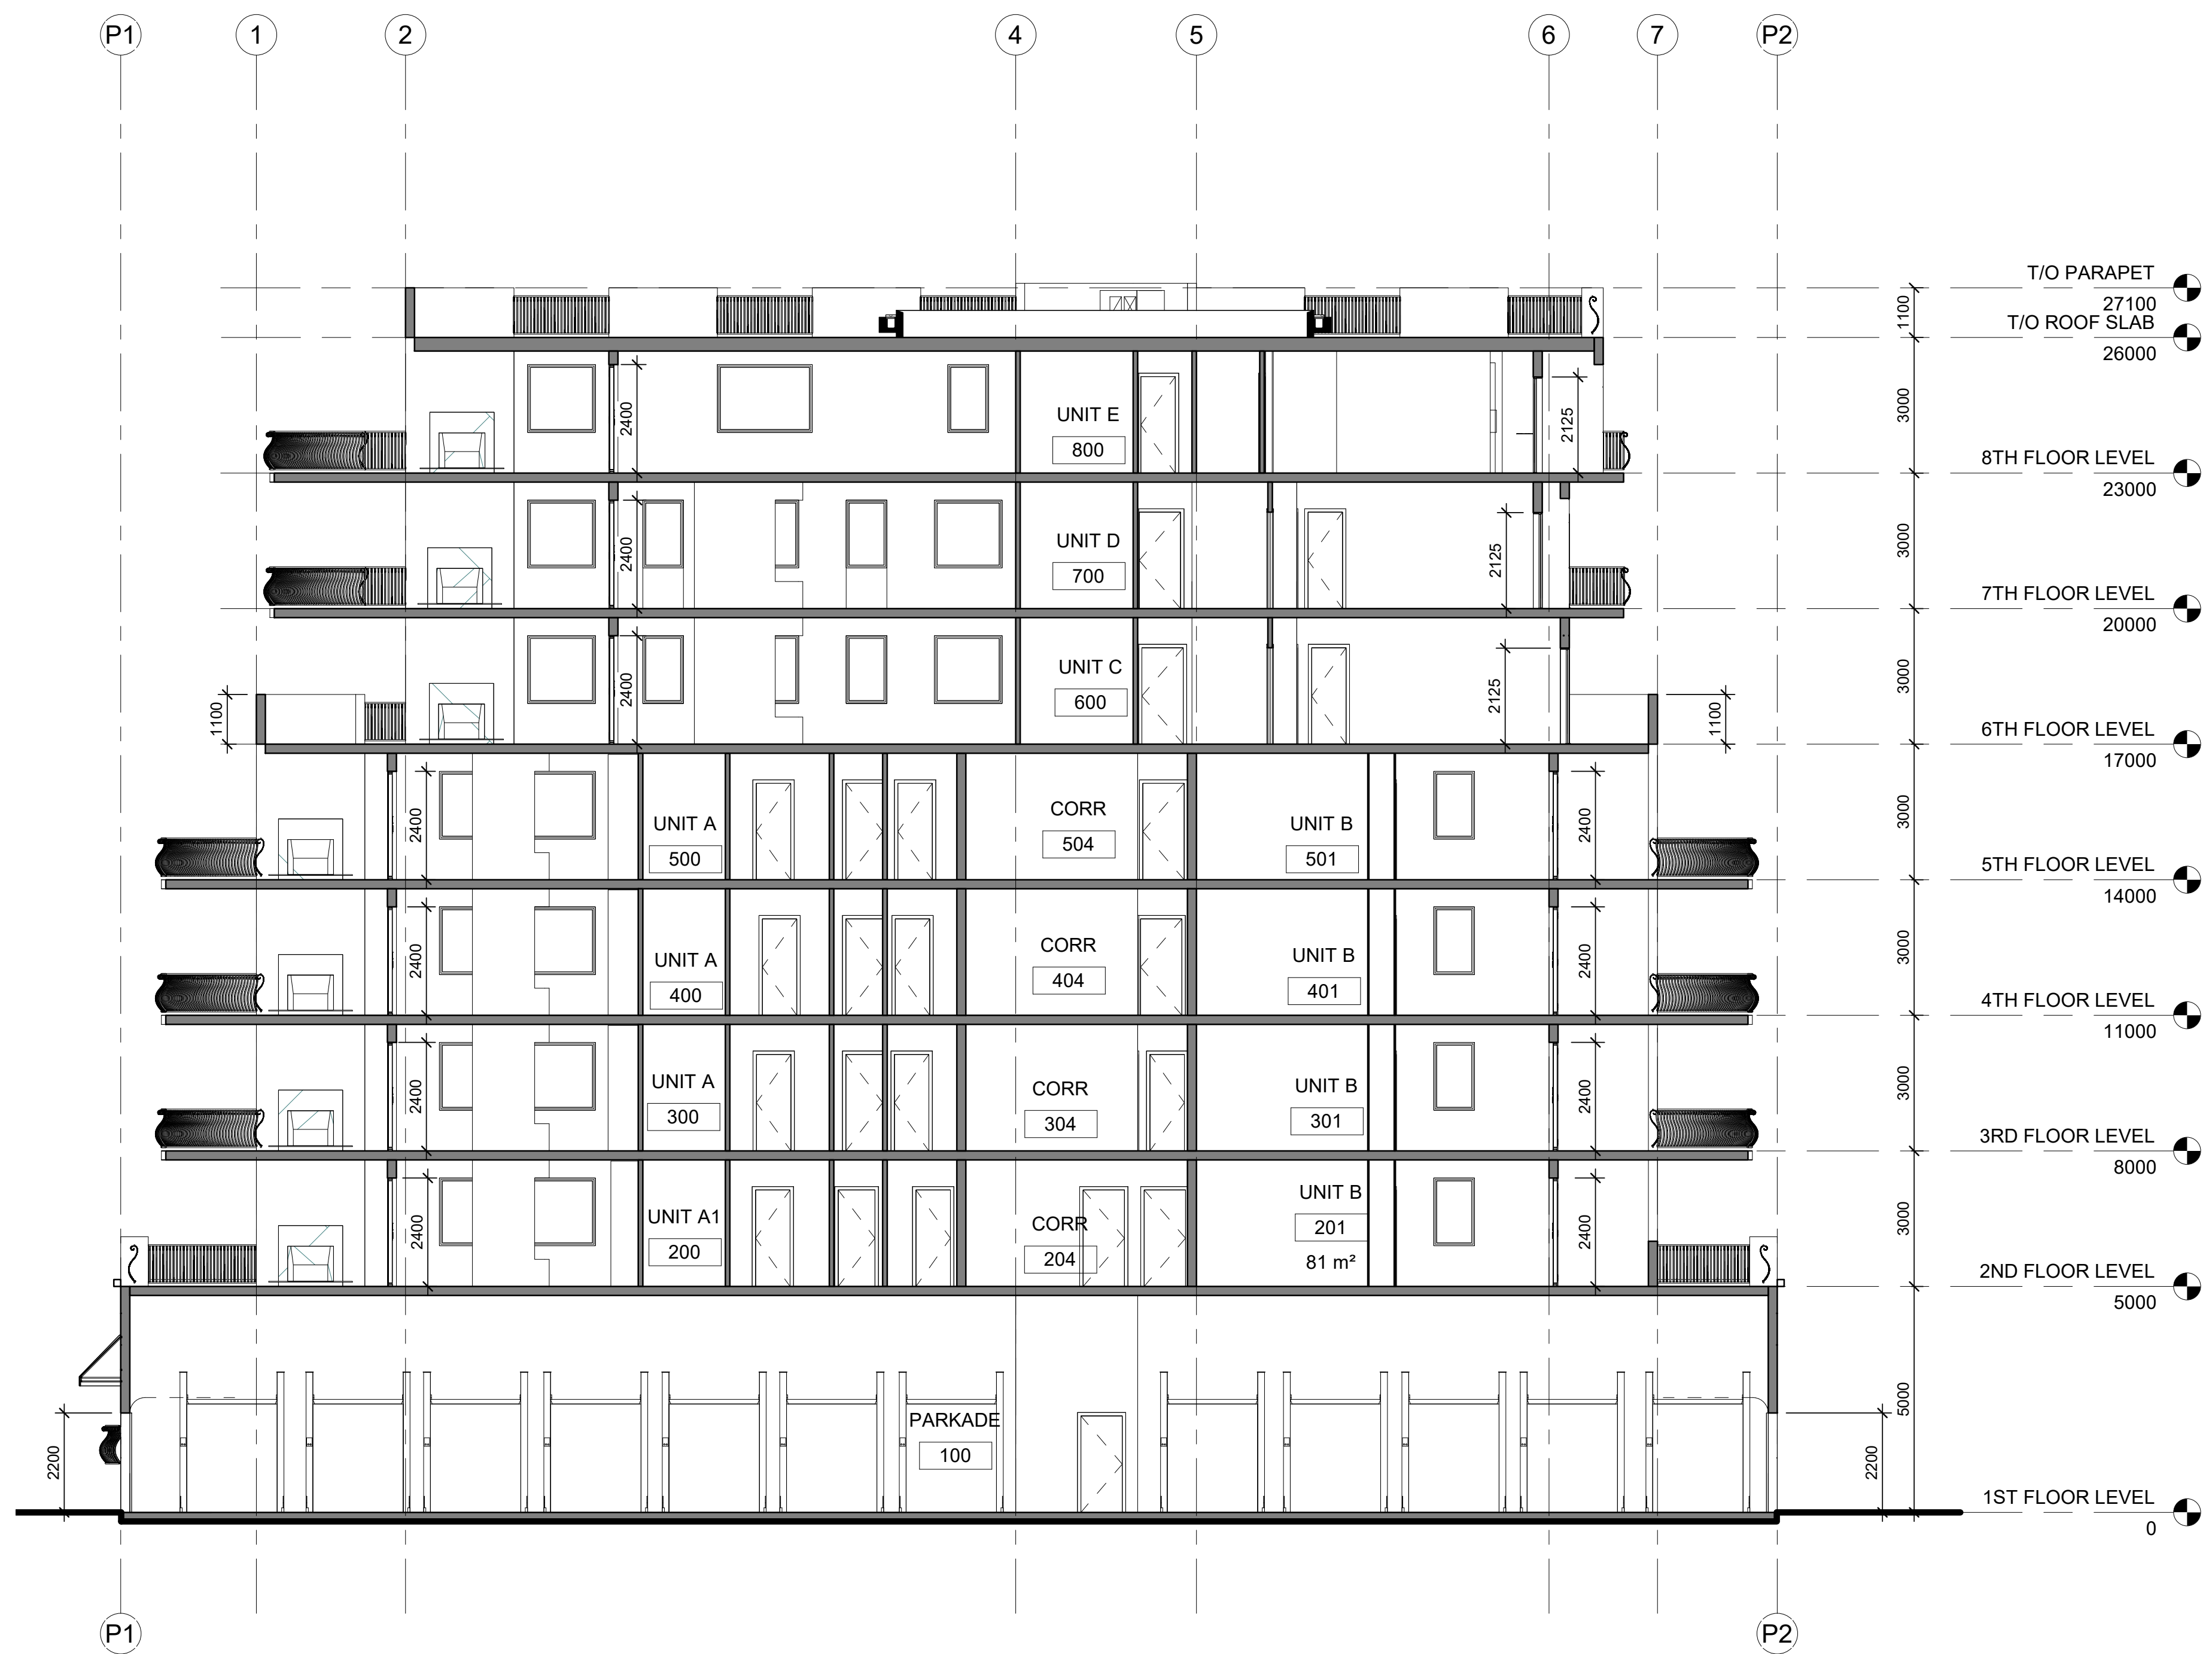 P1 1 2 4 5 6 7 P2
T/O PARAPET
27100
1100
T/O ROOF SLAB
26000
UNIT E
800
2400
2125
3000
8TH FLOOR LEVEL
23000
UNIT D
700
2400
2125
3000
7TH FLOOR LEVEL
20000
UNIT C
600
1100
2400
2125
1100
3000
6TH FLOOR LEVEL
17000
2400
UNIT A
500
CORR
504
UNIT B
501
2400
3000
5TH FLOOR LEVEL
14000
2400
UNIT A
400
CORR
404
UNIT B
401
2400
3000
4TH FLOOR LEVEL
11000
2400
UNIT A
300
CORR
304
UNIT B
301
2400
3000
3RD FLOOR LEVEL
8000
2400
UNIT A1
200
CORR
204
UNIT B
201
81 m²
2400
3000
2ND FLOOR LEVEL
5000
2200
PARKADE
100
2200
5000
1ST FLOOR LEVEL
0
P1 P2